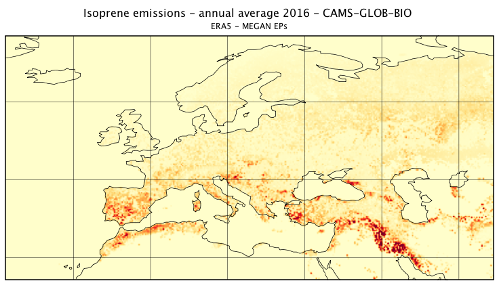 Isoprene emissions – annual average 2016 – CAMS-GLOB-BIO
ERA5 – MEGAN EPs